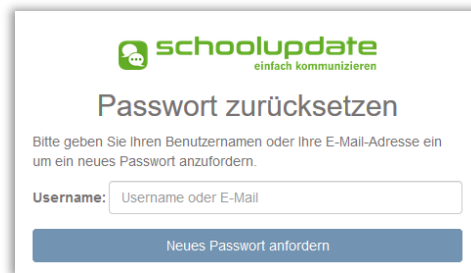 schoolupdate
einfach kommunizieren
Passwort zurücksetzen
Bitte geben Sie Ihren Benutzernamen oder Ihre E-Mail-Adresse ein
um ein neues Passwort anzufordern.
Username: Username oder E-Mail
Neues Passwort anfordern